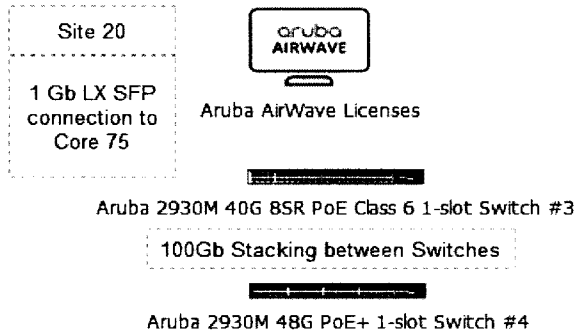 Site 20
1 Gb LX SFP
connection to
Core 75
aruba
AIRWAVE
Aruba AirWave Licenses
Aruba 2930M 40G 8SR PoE Class 6 1-slot Switch #3
100Gb Stacking between Switches
Aruba 2930M 48G PoE+ 1-slot Switch #4